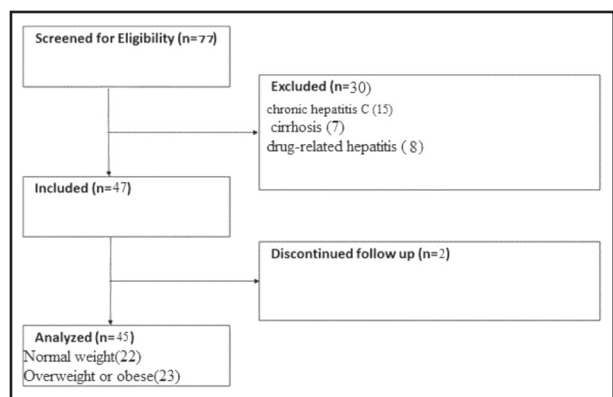 Screened for Eligibility (n=77)
Excluded (n=30)
chronic hepatitis C (15)
cirrhosis (7)
drug-related hepatitis ( 8)
Included (n=47)
Discontinued follow up (n=2)
Analyzed (n=45)
Normal weight(22)
Overweight or obese(23)